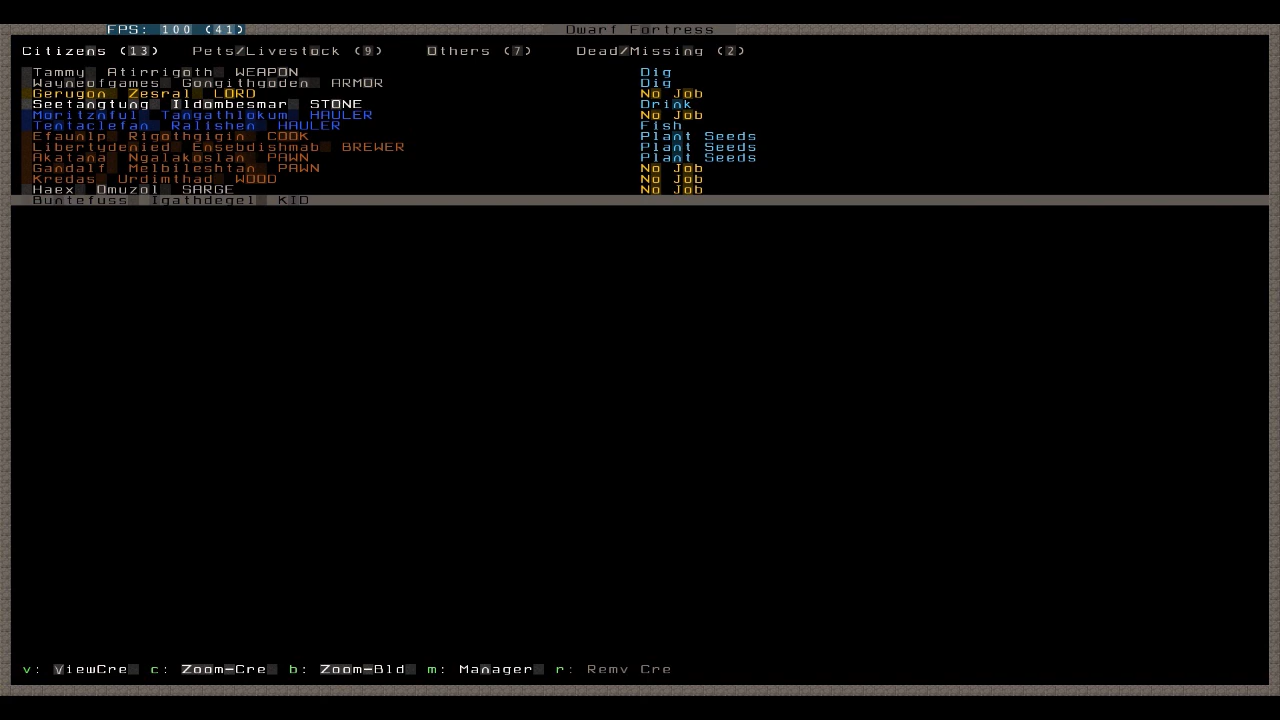 FPS: 100 (41) Dwarf Fortress
Citizens (13) Pets/Livestock (9) Others (7) Dead/Missing (2)
Tammy Atirrigoth WEAPON Dig
Wayneofgames Gongithgoden ARMOR Dig
Gerugon Zesral LORD No Job
Seetangtung Ildombesmar STONE Drink
Moritznful Tangathlokum HAULER No Job
Tentaclefan Ralishen HAULER Fish
Efaunlp Rigothgigin COOK Plant Seeds
Libertydenied Ensebdishmab BREWER Plant Seeds
Akatana Ngalakoslan PAWN Plant Seeds
Gandalf Melbileshtan PAWN No Job
Kredas Urdimthad WOOD No Job
Haex Omuzol SARGE No Job
Buntefuss Igathdegel KID
v: ViewCre c: Zoom-Cre b: Zoom-Bld m: Manager r: Remv Cre